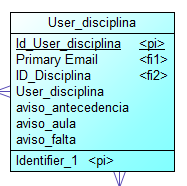 User_disciplina
Id_User_disciplina <pi>
Primary Email <fi1>
ID_Disciplina <fi2>
User_disciplina
aviso_antecedencia
aviso_aula
aviso_falta
Identifier_1 <pi>